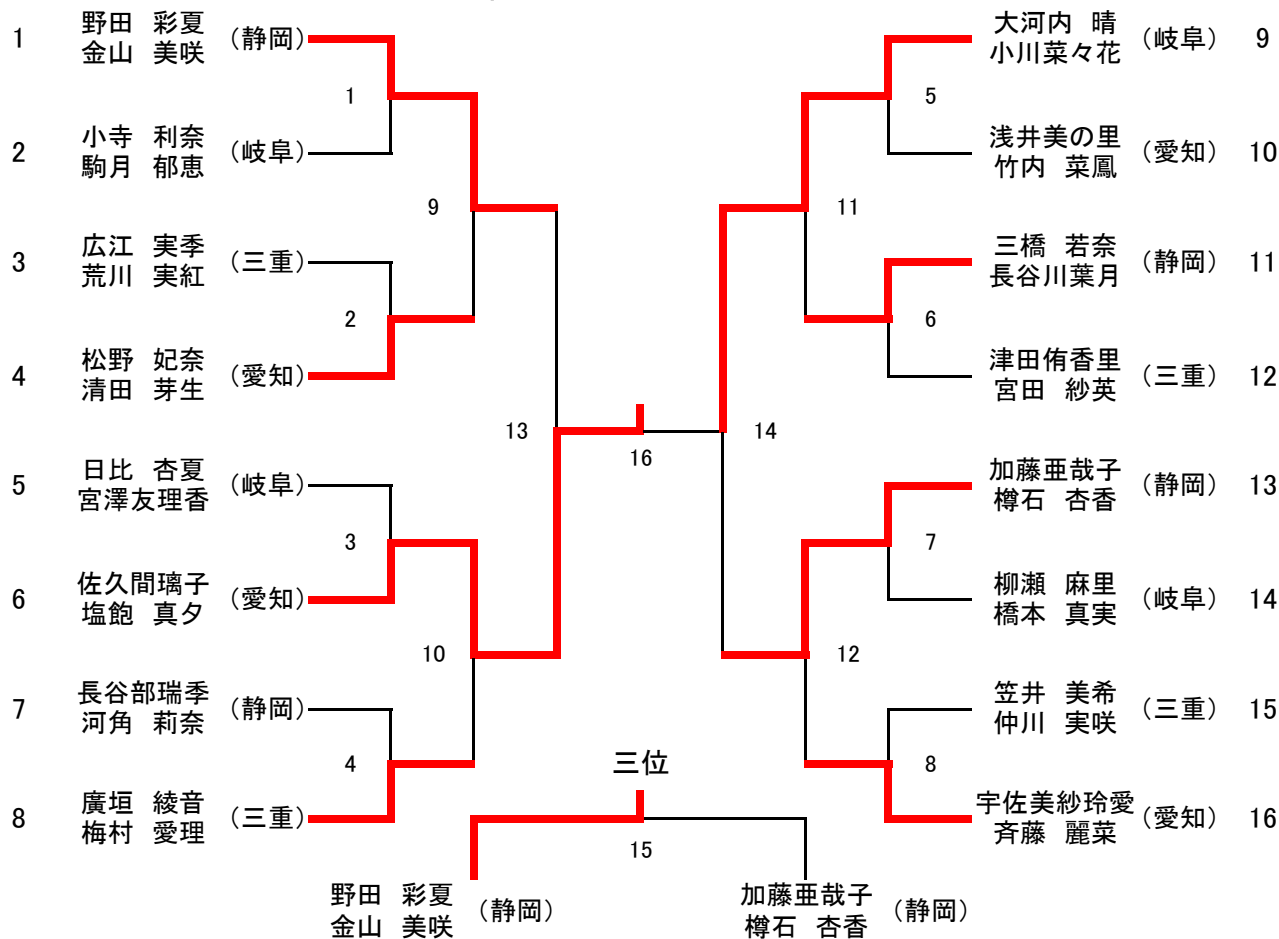 1 野田 彩夏 (静岡)
金山 美咲
2 小寺 利奈 (岐阜)
駒月 郁恵
3 広江 実季 (三重)
荒川 実紅
4 松野 妃奈 (愛知)
清田 芽生
5 日比 杏夏 (岐阜)
宮澤友理香
6 佐久間璃子 (愛知)
塩飽 真夕
7 長谷部瑞季 (静岡)
河角 莉奈
8 廣垣 綾音 (三重)
梅村 愛理
1
2
3
4
9
10
13
16
14
11
12
5
6
7
8
大河内 晴 (岐阜) 9
小川菜々花
浅井美の里 (愛知) 10
竹内 菜鳳
三橋 若奈 (静岡) 11
長谷川葉月
津田侑香里 (三重) 12
宮田 紗英
加藤亜哉子 (静岡) 13
樽石 杏香
柳瀬 麻里 (岐阜) 14
橋本 真実
笠井 美希 (三重) 15
仲川 実咲
宇佐美紗玲愛 (愛知) 16
斉藤 麗菜
三位
15
野田 彩夏 (静岡)
金山 美咲
加藤亜哉子 (静岡)
樽石 杏香